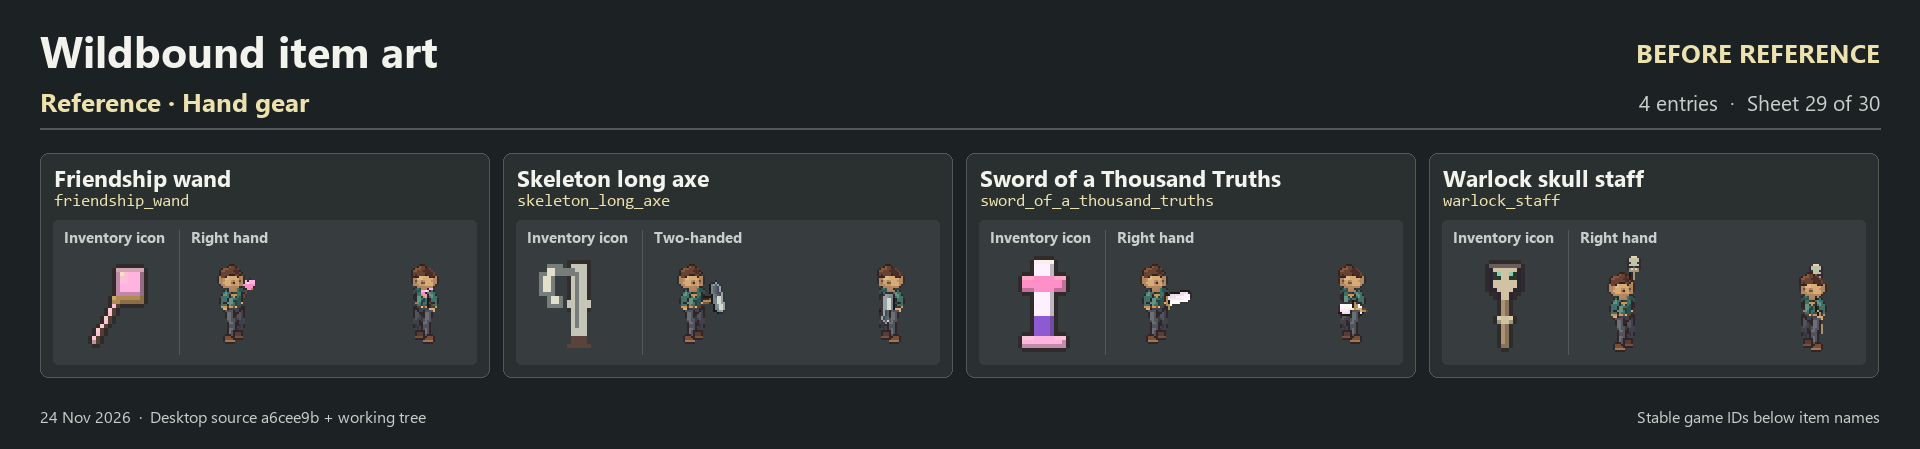 Wildbound item art
BEFORE REFERENCE
Reference · Hand gear
4 entries · Sheet 29 of 30
Friendship wand
friendship_wand
Inventory icon
Right hand
Skeleton long axe
skeleton_long_axe
Inventory icon
Two-handed
Sword of a Thousand Truths
sword_of_a_thousand_truths
Inventory icon
Right hand
Warlock skull staff
warlock_staff
Inventory icon
Right hand
24 Nov 2026 · Desktop source a6cee9b + working tree
Stable game IDs below item names